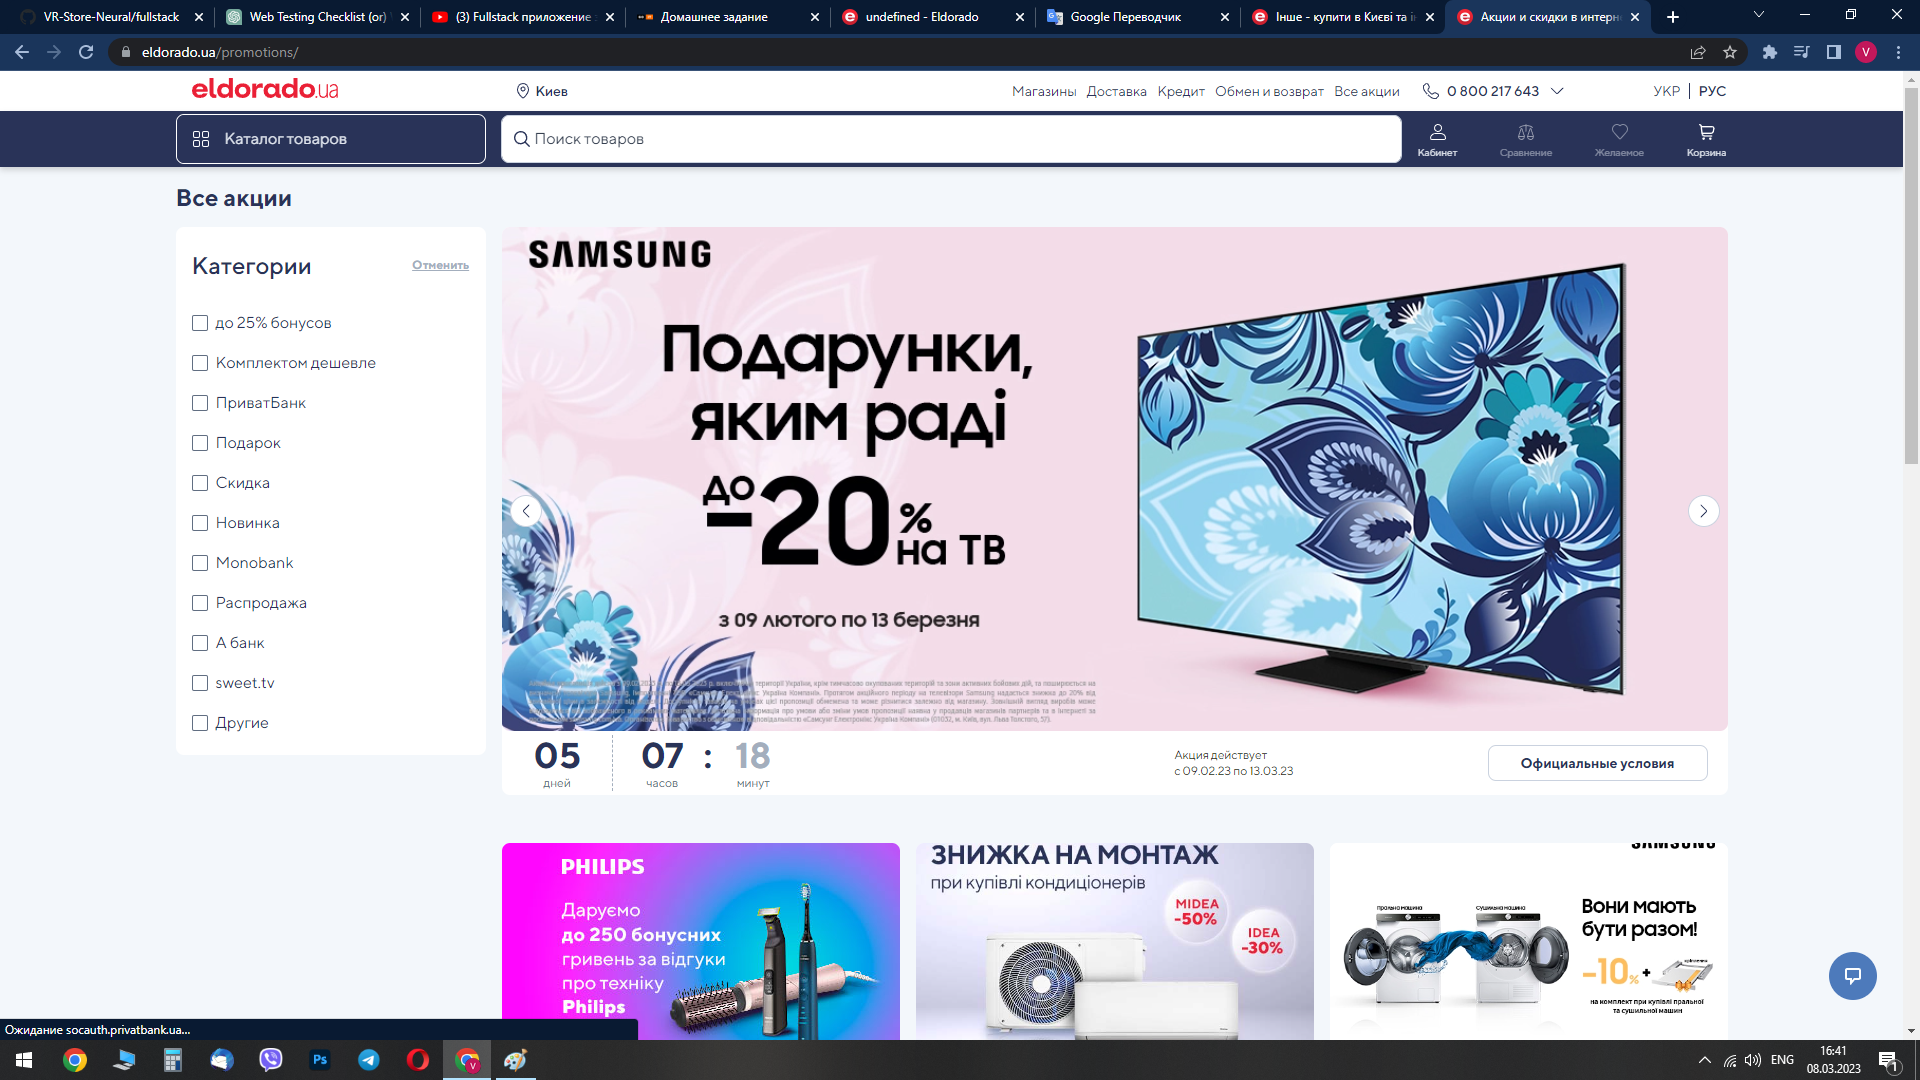 VR-Store-Neural/fullstack
Web Testing Checklist (or)
(3) Fullstack приложение
Домашнее задание
undefined - Eldorado
Google Переводчик
Інше - купити в Києві та
Акции и скидки в интерн
eldorado.ua/promotions/
V
eldorado.ua
Киев
Магазины Доставка Кредит Обмен и возврат Все акции
0 800 217 643
УКР | РУС
Каталог товаров
Поиск товаров
Кабинет
Сравнение
Желаемое
Корзина
Все акции
Категории
Отменить
до 25% бонусов
Комплектом дешевле
ПриватБанк
Подарок
Скидка
Новинка
Monobank
Распродажа
А банк
sweet.tv
Другие
SAMSUNG
Подарунки,
яким раді
до
-20%
на ТВ
з 09 лютого по 13 березня
05
дней
07
часов
:
18
минут
Акция действует
с 09.02.23 по 13.03.23
Официальные условия
PHILIPS
Даруємо
до 250 бонусних
гривень за відгуки
про техніку
Philips
ЗНИЖКА НА МОНТАЖ
при купівлі кондиціонерів
MIDEA
-50%
IDEA
-30%
SAMSUNG
Пральна машина
Сушильна машина
Вони мають
бути разом!
-10% +
на комплект при купівлі пральної
та сушильної машин
Ожидание socauth.privatbank.ua...
Ps
V
ENG
16:41
08.03.2023
1